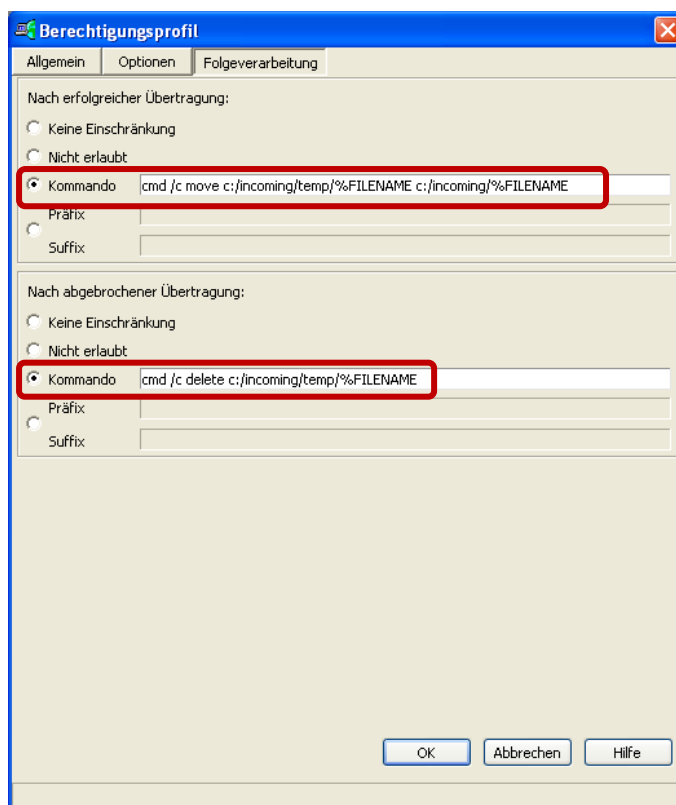 Berechtigungsprofil
Allgemein Optionen Folgeverarbeitung
Nach erfolgreicher Übertragung:
Keine Einschränkung
Nicht erlaubt
Kommando cmd /c move c:/incoming/temp/%FILENAME c:/incoming/%FILENAME
Präfix
Suffix
Nach abgebrochener Übertragung:
Keine Einschränkung
Nicht erlaubt
Kommando cmd /c delete c:/incoming/temp/%FILENAME
Präfix
Suffix
OK Abbrechen Hilfe